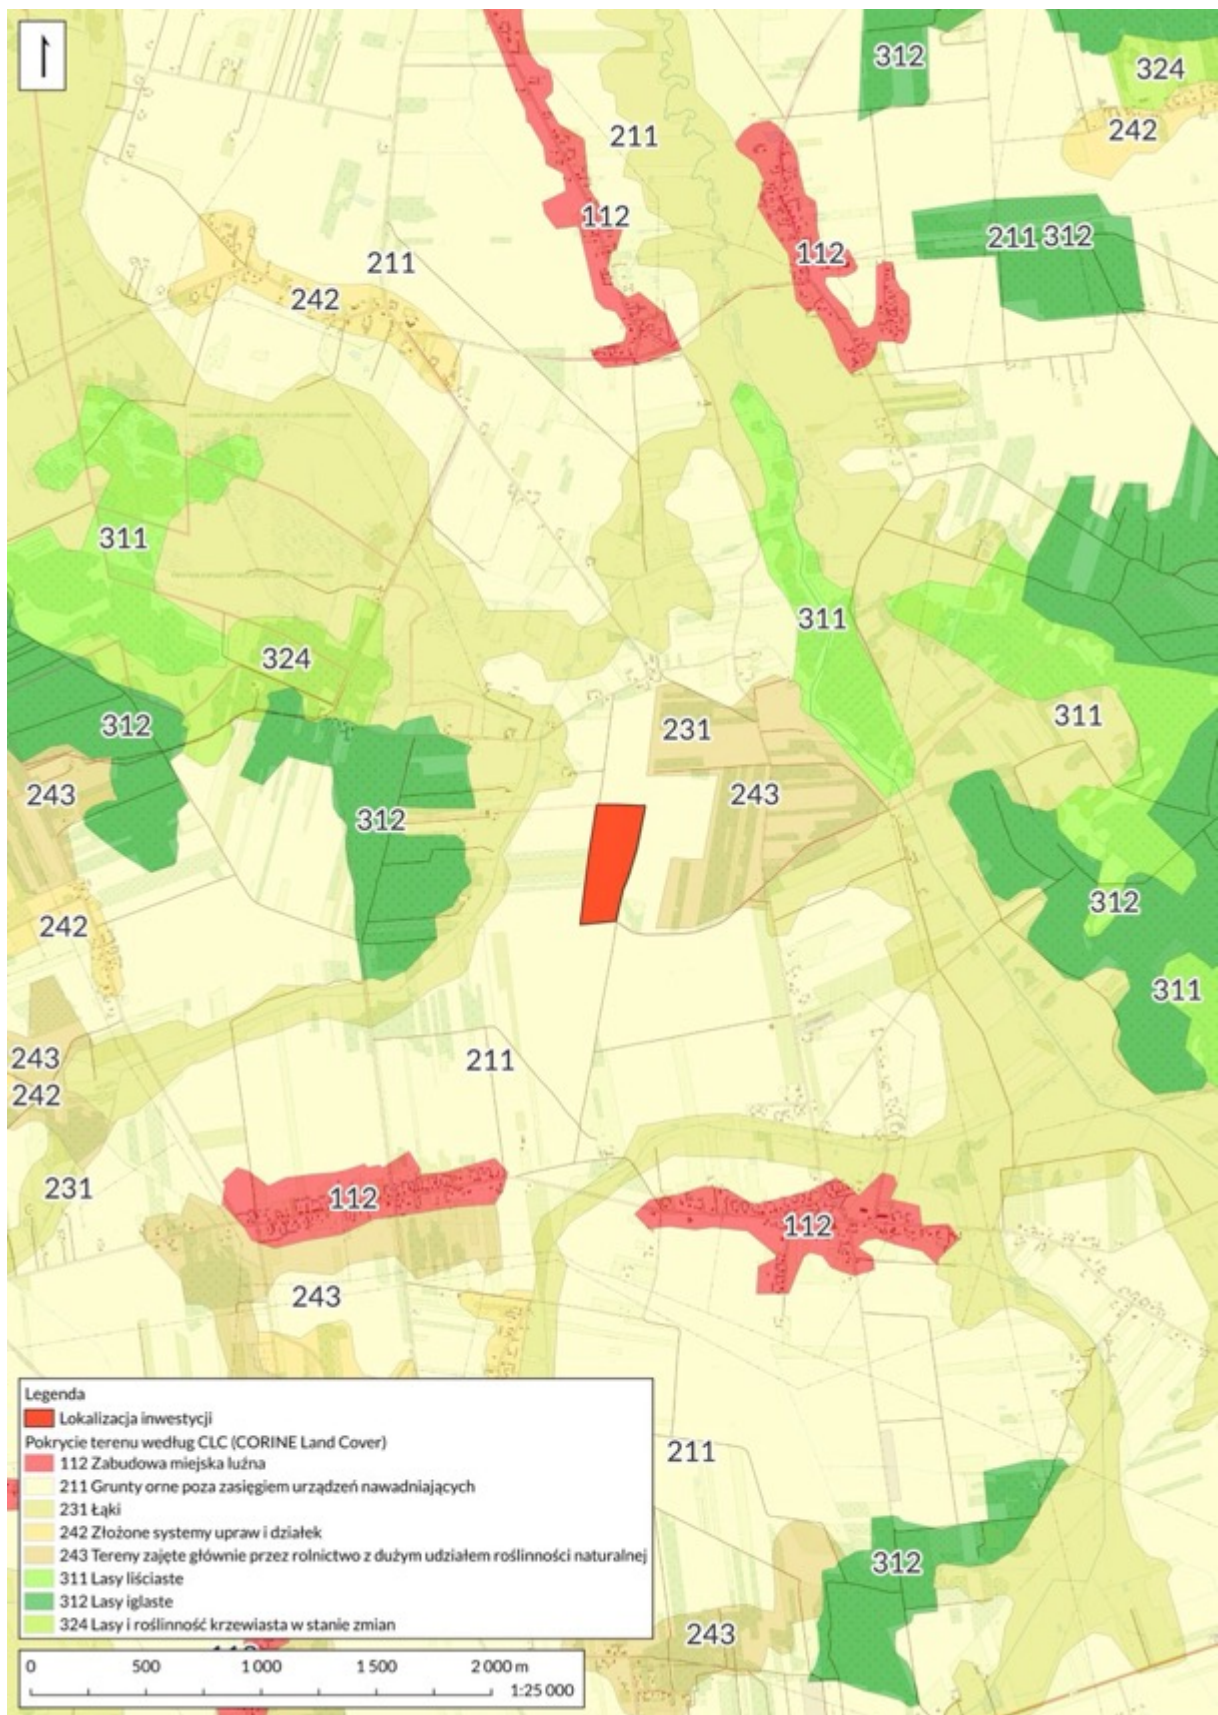 312
324
242
211
112
112
211 312
211
242
311
311
324
312
231
311
243
243
312
242
312
311
243
242
211
231
112
112
243
211
312
243
Legenda
Lokalizacja inwestycji
Pokrycie terenu według CLC (CORINE Land Cover)
112 Zabudowa miejska luźna
211 Grunty orne poza zasięgiem urządzeń nawadniających
231 Łąki
242 Złożone systemy upraw i działek
243 Tereny zajęte głównie przez rolnictwo z dużym udziałem roślinności naturalnej
311 Lasy liściaste
312 Lasy iglaste
324 Lasy i roślinność krzewiasta w stanie zmian
0 500 1 000 1 500 2 000 m
1:25 000